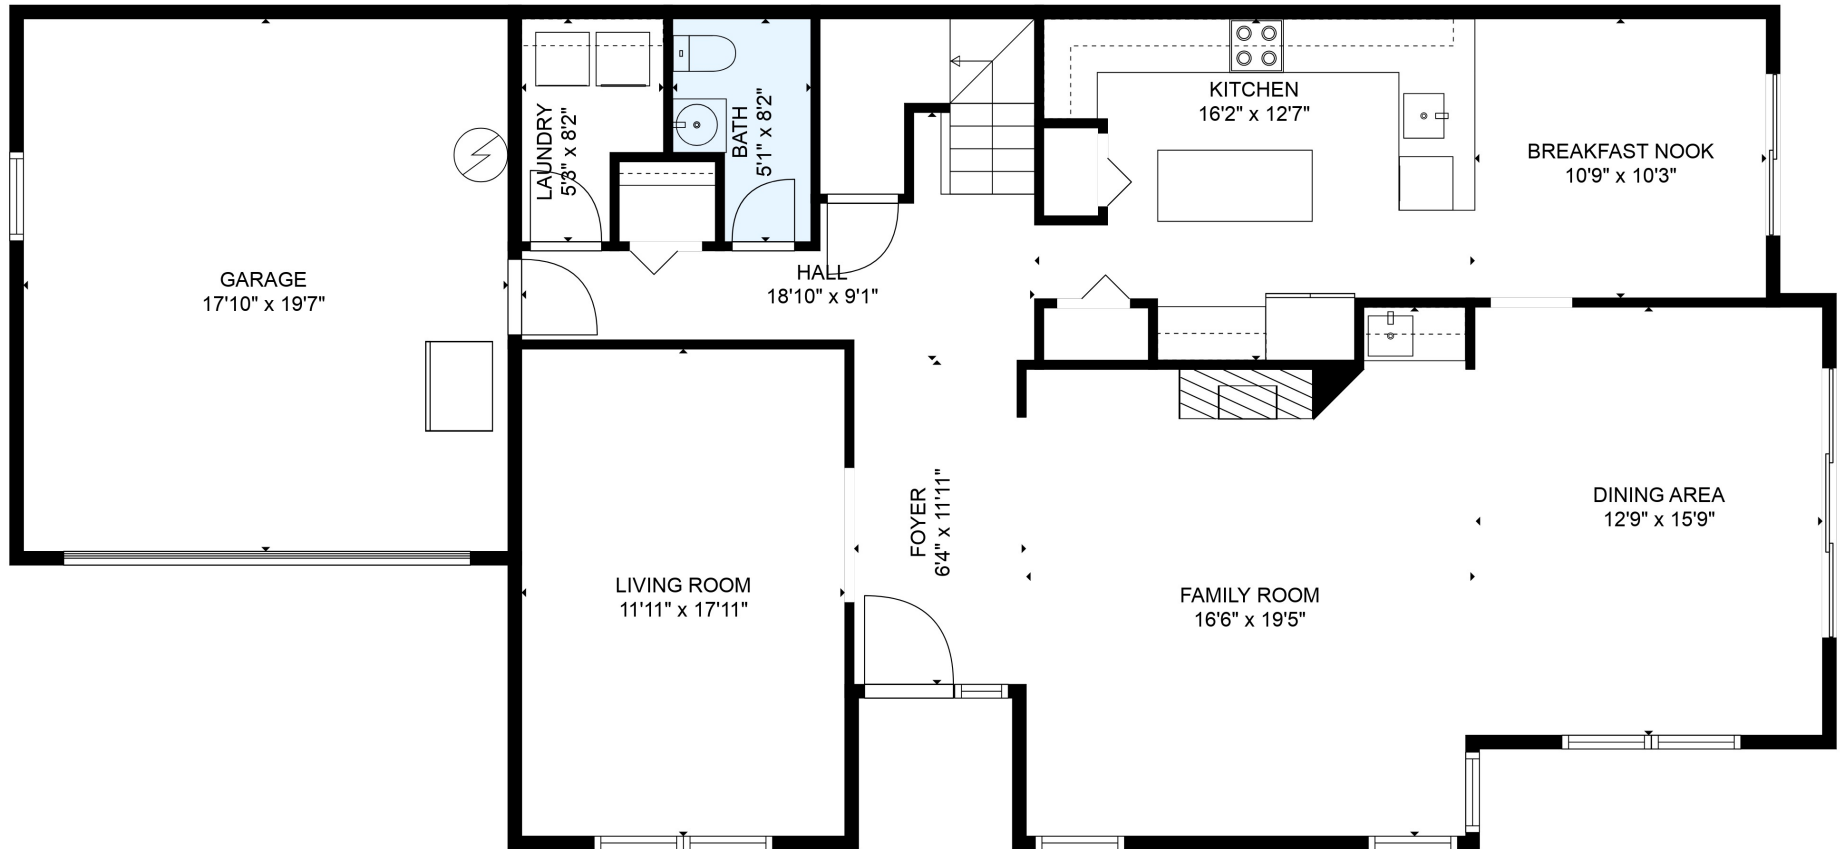 GARAGE
17'10" x 19'7"
LAUNDRY
5'3" x 8'2"
BATH
5'1" x 8'2"
HALL
18'10" x 9'1"
KITCHEN
16'2" x 12'7"
BREAKFAST NOOK
10'9" x 10'3"
LIVING ROOM
11'11" x 17'11"
FOYER
6'4" x 11'11"
FAMILY ROOM
16'6" x 19'5"
DINING AREA
12'9" x 15'9"